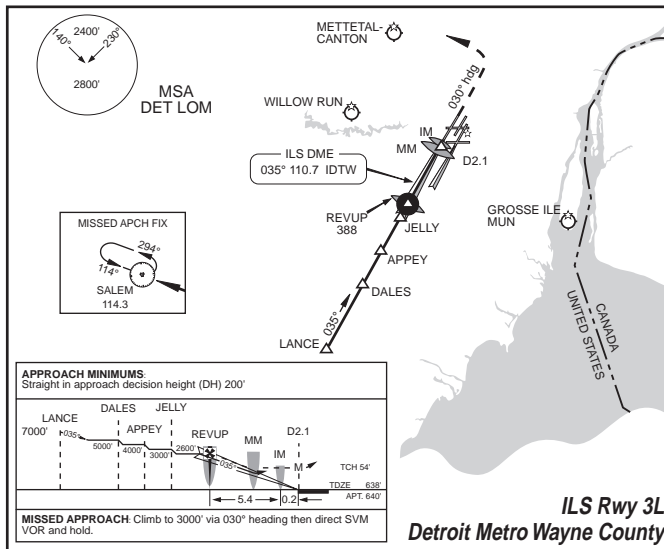 2400'
140°
230°
2800'
MSA
DET LOM
METTETAL-
CANTON
WILLOW RUN
030° hdg
IM
MM
D2.1
ILS DME
035° 110.7 IDTW
REVUP
388
JELLY
APPEY
DALES
035°
LANCE
GROSSE ILE
MUN
CANADA
UNITED STATES
MISSED APCH FIX
294°
114°
SALEM
114.3
APPROACH MINIMUMS:
Straight in approach decision height (DH) 200'
DALES JELLY
LANCE APPEY REVUP MM D2.1
7000' 035° 5000' 4000' 3000' 2600' 035° IM M
TCH 54'
TDZE 638'
5.4 0.2 APT. 640'
MISSED APPROACH: Climb to 3000' via 030° heading then direct SVM
VOR and hold.
ILS Rwy 3L
Detroit Metro Wayne County